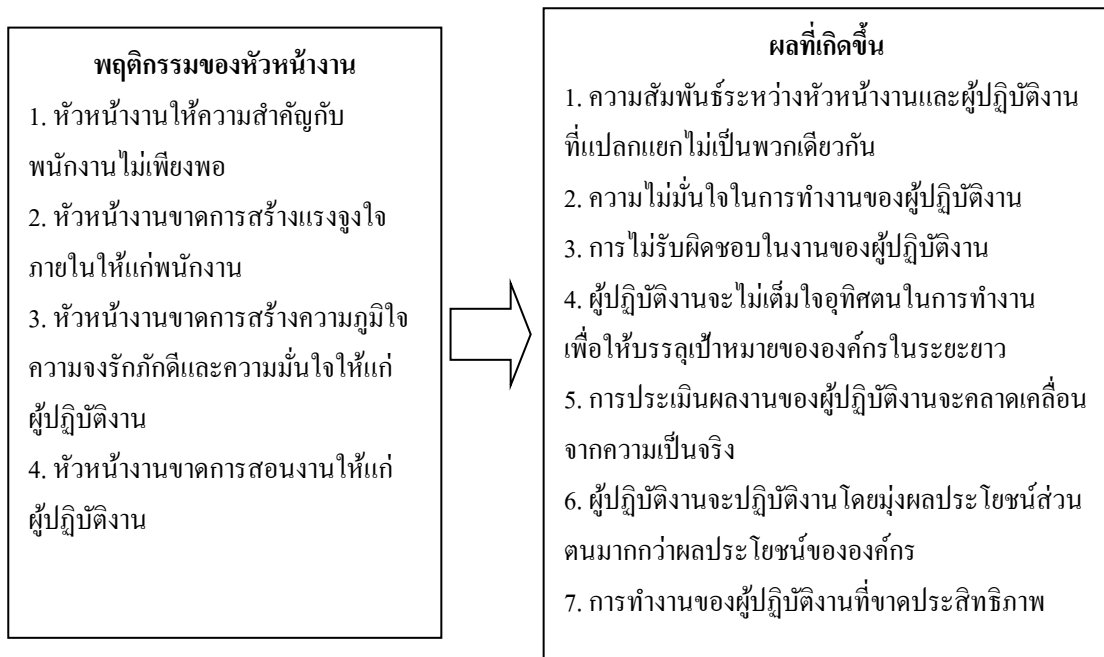 พฤติกรรมของหัวหน้างาน
1. หัวหน้างานให้ความสำคัญกับ
พนักงานไม่เพียงพอ
2. หัวหน้างานขาดการสร้างแรงจูงใจ
ภายในให้แก่พนักงาน
3. หัวหน้างานขาดการสร้างความภูมิใจ
ความจงรักภักดีและความมั่นใจให้แก่
ผู้ปฏิบัติงาน
4. หัวหน้างานขาดการสอนงานให้แก่
ผู้ปฏิบัติงาน
ผลที่เกิดขึ้น
1. ความสัมพันธ์ระหว่างหัวหน้างานและผู้ปฏิบัติงาน
ที่แปลกแยกไม่เป็นพวกเดียวกัน
2. ความไม่มั่นใจในการทำงานของผู้ปฏิบัติงาน
3. การไม่รับผิดชอบในงานของผู้ปฏิบัติงาน
4. ผู้ปฏิบัติงานจะไม่เต็มใจอุทิศตนในการทำงาน
เพื่อให้บรรลุเป้าหมายขององค์กรในระยะยาว
5. การประเมินผลงานของผู้ปฏิบัติงานจะคลาดเคลื่อน
จากความเป็นจริง
6. ผู้ปฏิบัติงานจะปฏิบัติงานโดยมุ่งผลประโยชน์ส่วน
ตนมากกว่าผลประโยชน์ขององค์กร
7. การทำงานของผู้ปฏิบัติงานที่ขาดประสิทธิภาพ